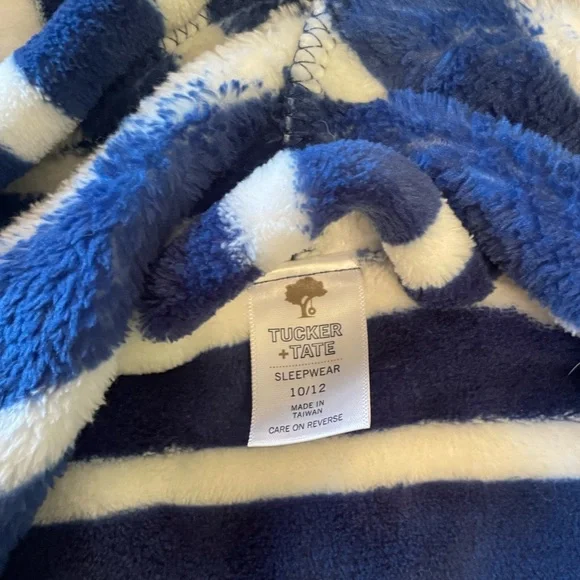 TUCKER
+TATE
SLEEPWEAR
10/12
MADE IN
TAIWAN
CARE ON REVERSE